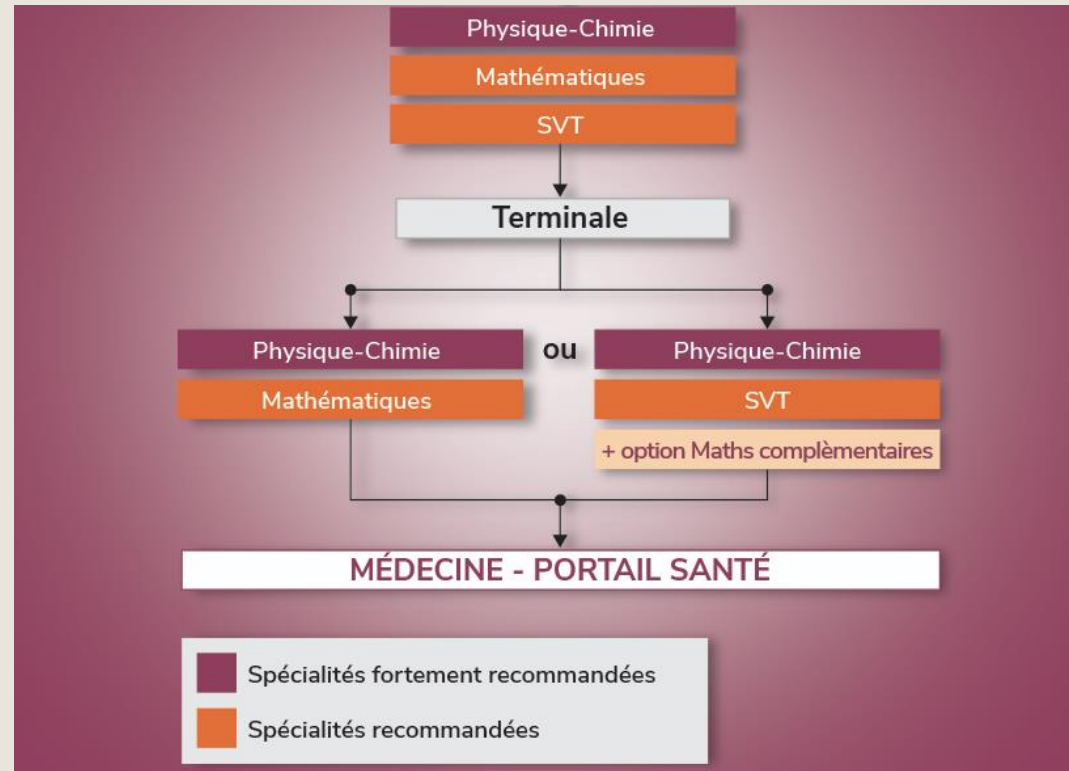 Physique-Chimie
Mathématiques
SVT
Terminale
Physique-Chimie
Mathématiques
ou
Physique-Chimie
SVT
+ option Maths complèmentaires
MÉDECINE - PORTAIL SANTÉ
Spécialités fortement recommandées
Spécialités recommandées